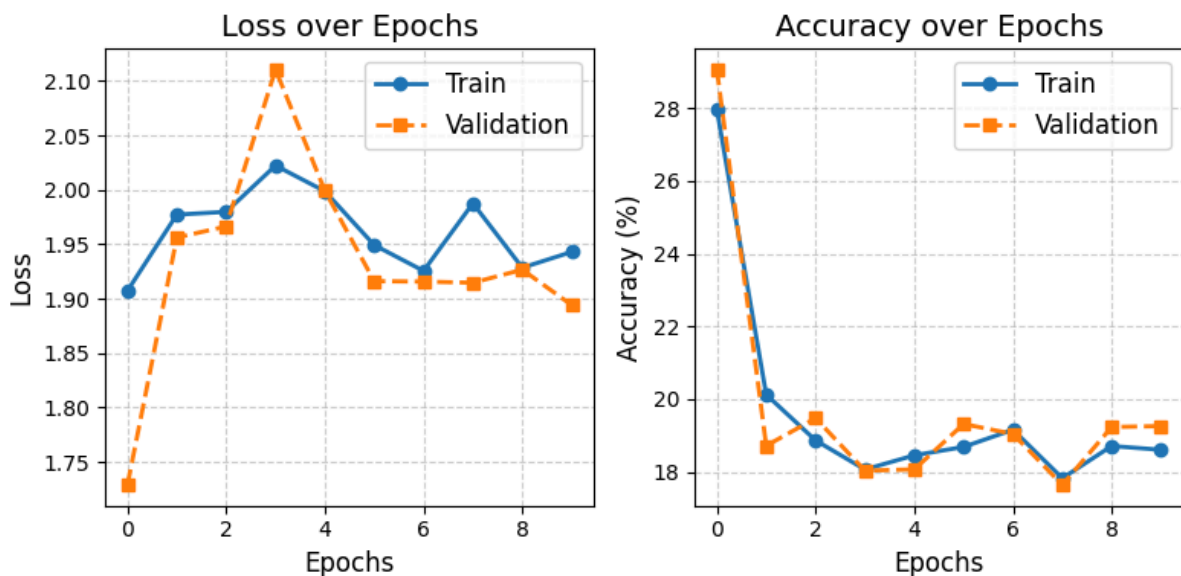 Loss over Epochs
Loss
2.10
2.05
2.00
1.95
1.90
1.85
1.80
1.75
Train
Validation
0 2 4 6 8
Epochs
Accuracy over Epochs
Accuracy (%)
28
26
24
22
20
18
Train
Validation
0 2 4 6 8
Epochs